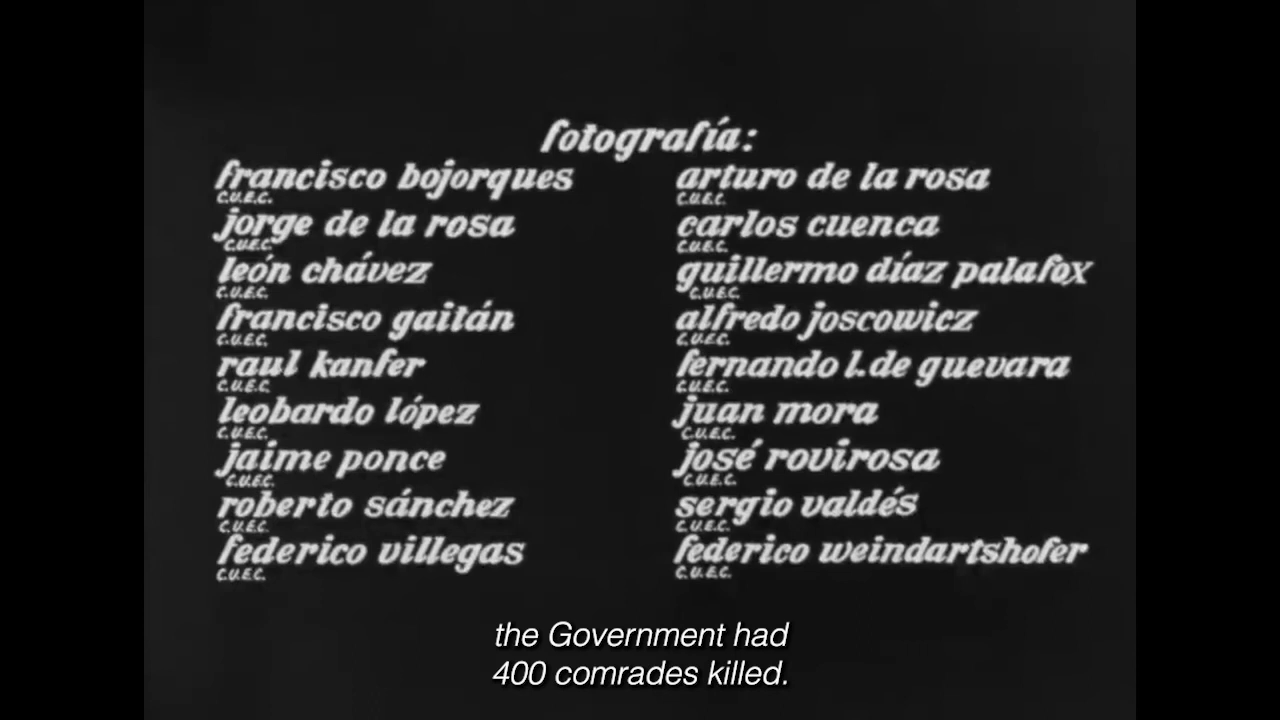 fotografía:
francisco bojorques
C.U.E.C.
jorge de la rosa
C.U.E.C.
león chávez
C.U.E.C.
francisco gaitán
C.U.E.C.
raul kanfer
C.U.E.C.
leobardo lópez
C.U.E.C.
jaime ponce
C.U.E.C.
roberto sánchez
C.U.E.C.
federico villegas
C.U.E.C.
arturo de la rosa
C.U.E.C.
carlos cuenca
C.U.E.C.
guillermo díaz palafox
C.U.E.C.
alfredo joscowicz
C.U.E.C.
fernando l. de guevara
C.U.E.C.
juan mora
C.U.E.C.
josé rovirosa
C.U.E.C.
sergio valdés
C.U.E.C.
federico weindartshofer
C.U.E.C.
the Government had
400 comrades killed.